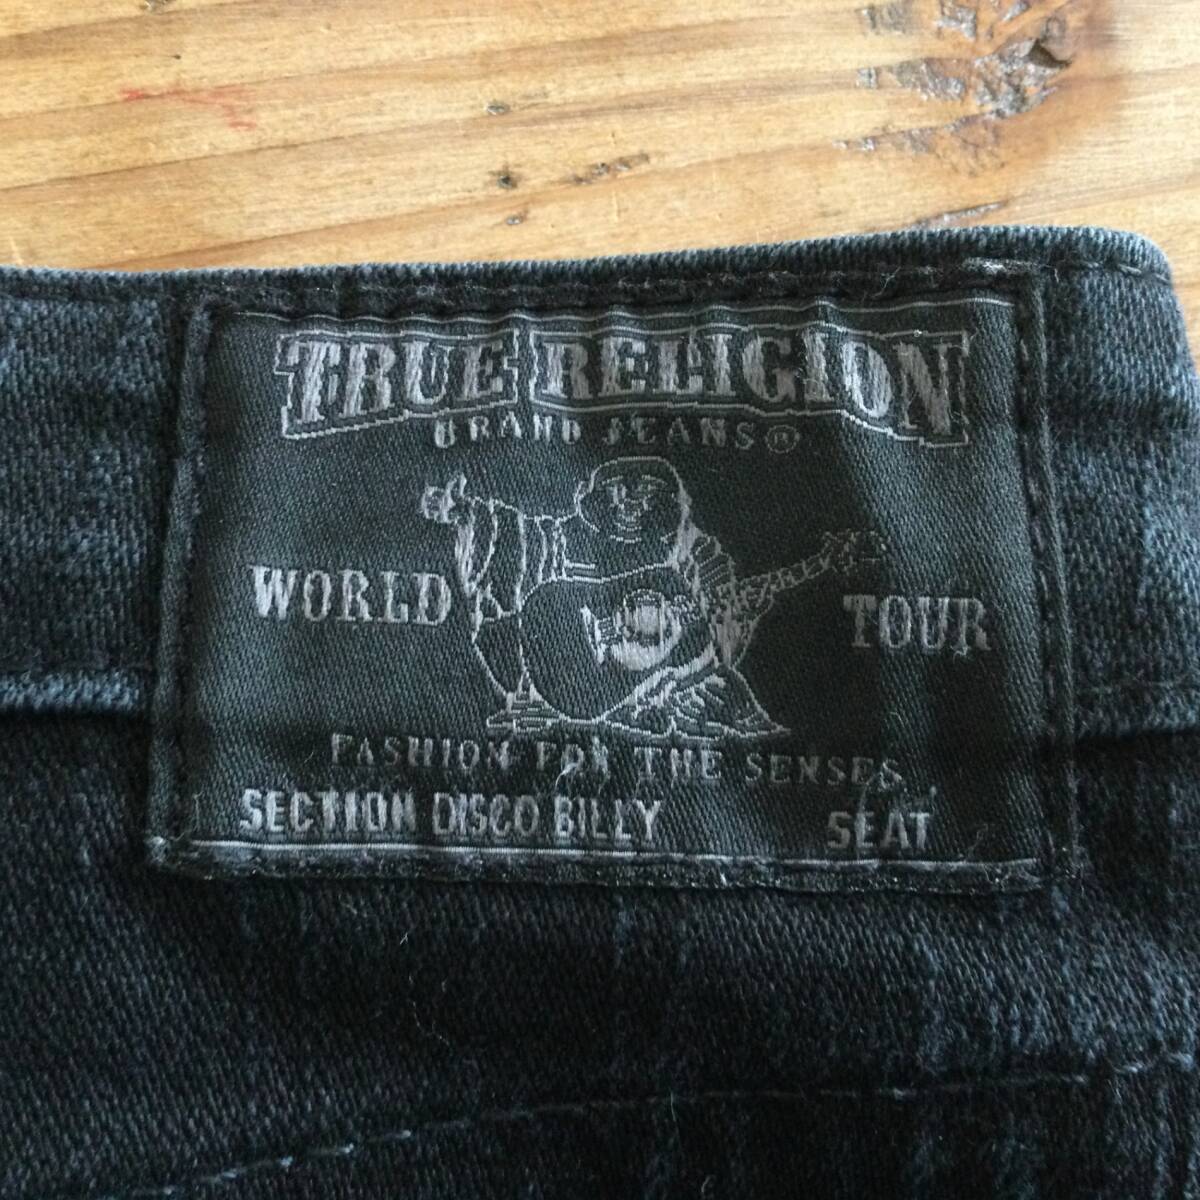 TRUE RELIGION
BRAND JEANS®
WORLD TOUR
FASHION FOR THE SENSES
SECTION DISCO BILLY SEAT